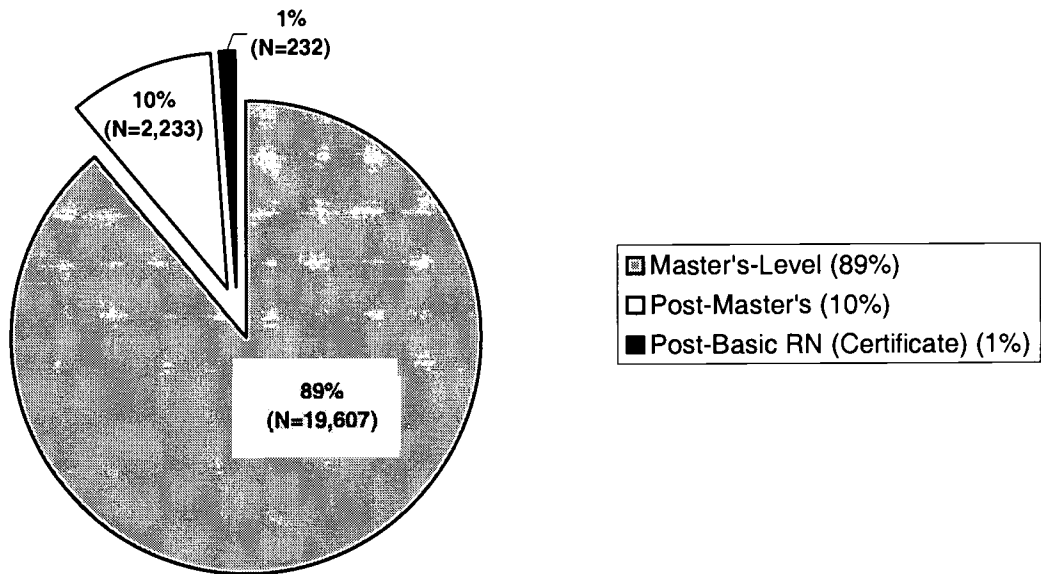 1%
(N=232)
10%
(N=2,233)
89%
(N=19,607)
Master's-Level (89%)
Post-Master's (10%)
Post-Basic RN (Certificate) (1%)